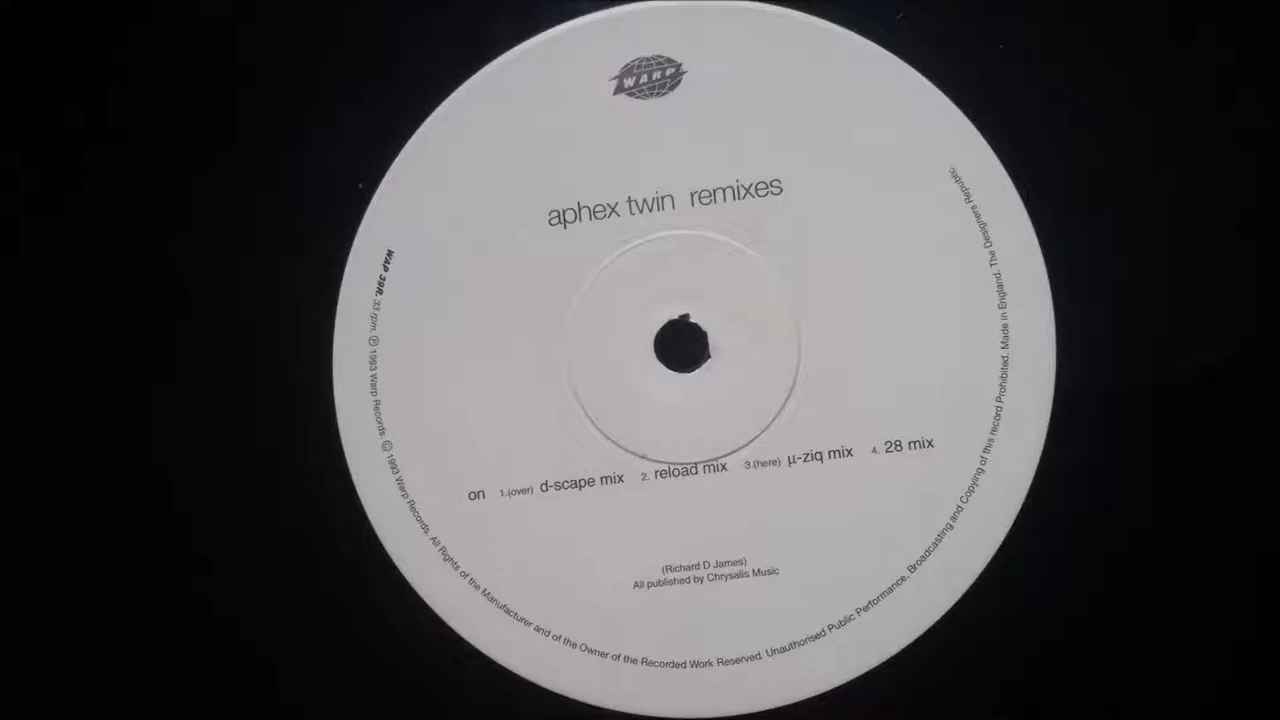 WARP
aphex twin remixes
on 1.(over) d-scape mix 2. reload mix 3.(here) µ-ziq mix 4. 28 mix
(Richard D James)
All published by Chrysalis Music
WAP 39R. 33 rpm. ℗ 1993 Warp Records. © 1993 Warp Records. All Rights of the Manufacturer and of the Owner of the Recorded Work Reserved. Unauthorised Public Performance, Broadcasting and Copying of this record Prohibited. Made in England. The Designers Republic.